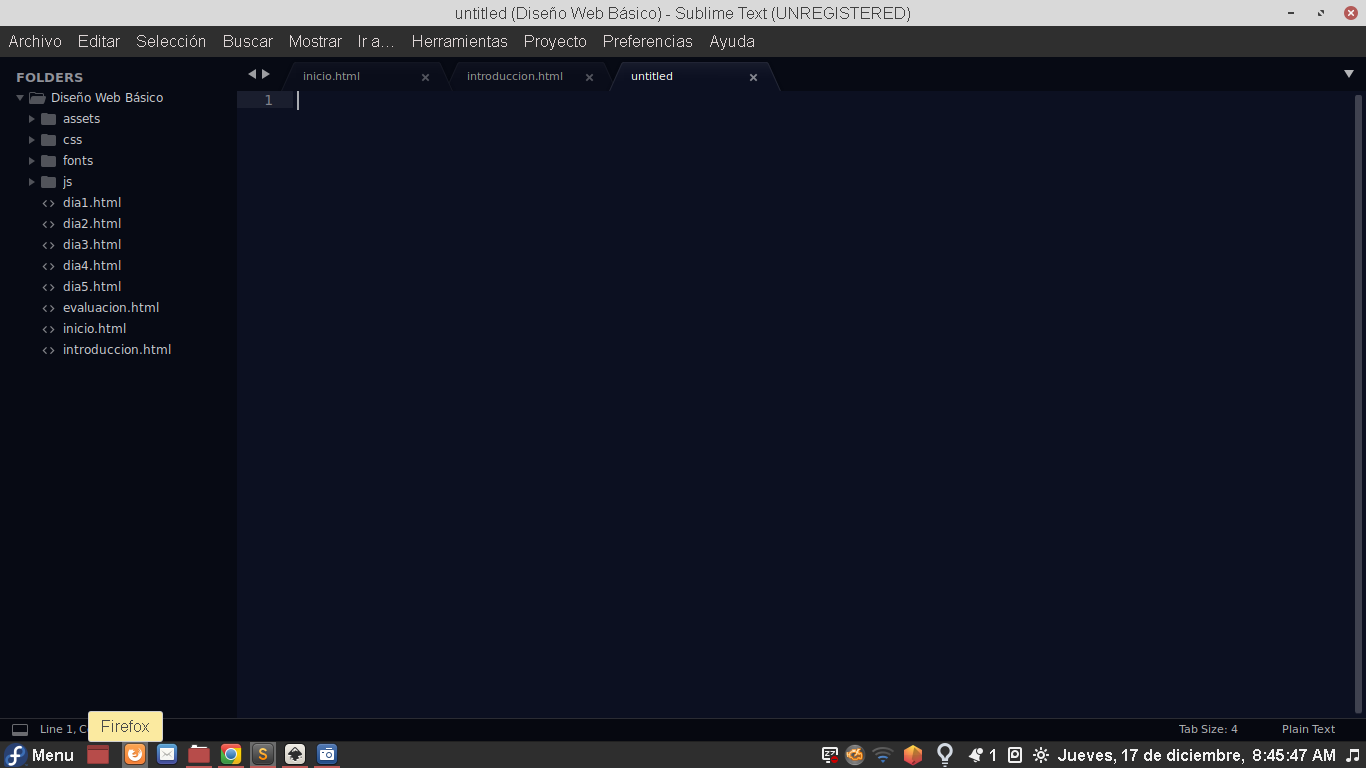 untitled (Diseño Web Básico) - Sublime Text (UNREGISTERED)
Archivo Editar Selección Buscar Mostrar Ir a... Herramientas Proyecto Preferencias Ayuda
FOLDERS
Diseño Web Básico
assets
css
fonts
js
dia1.html
dia2.html
dia3.html
dia4.html
dia5.html
evaluacion.html
inicio.html
introduccion.html
inicio.html introduccion.html untitled
1
Line 1, C
Tab Size: 4 Plain Text
Firefox
Menu
S
1
Jueves, 17 de diciembre, 8:45:47 AM